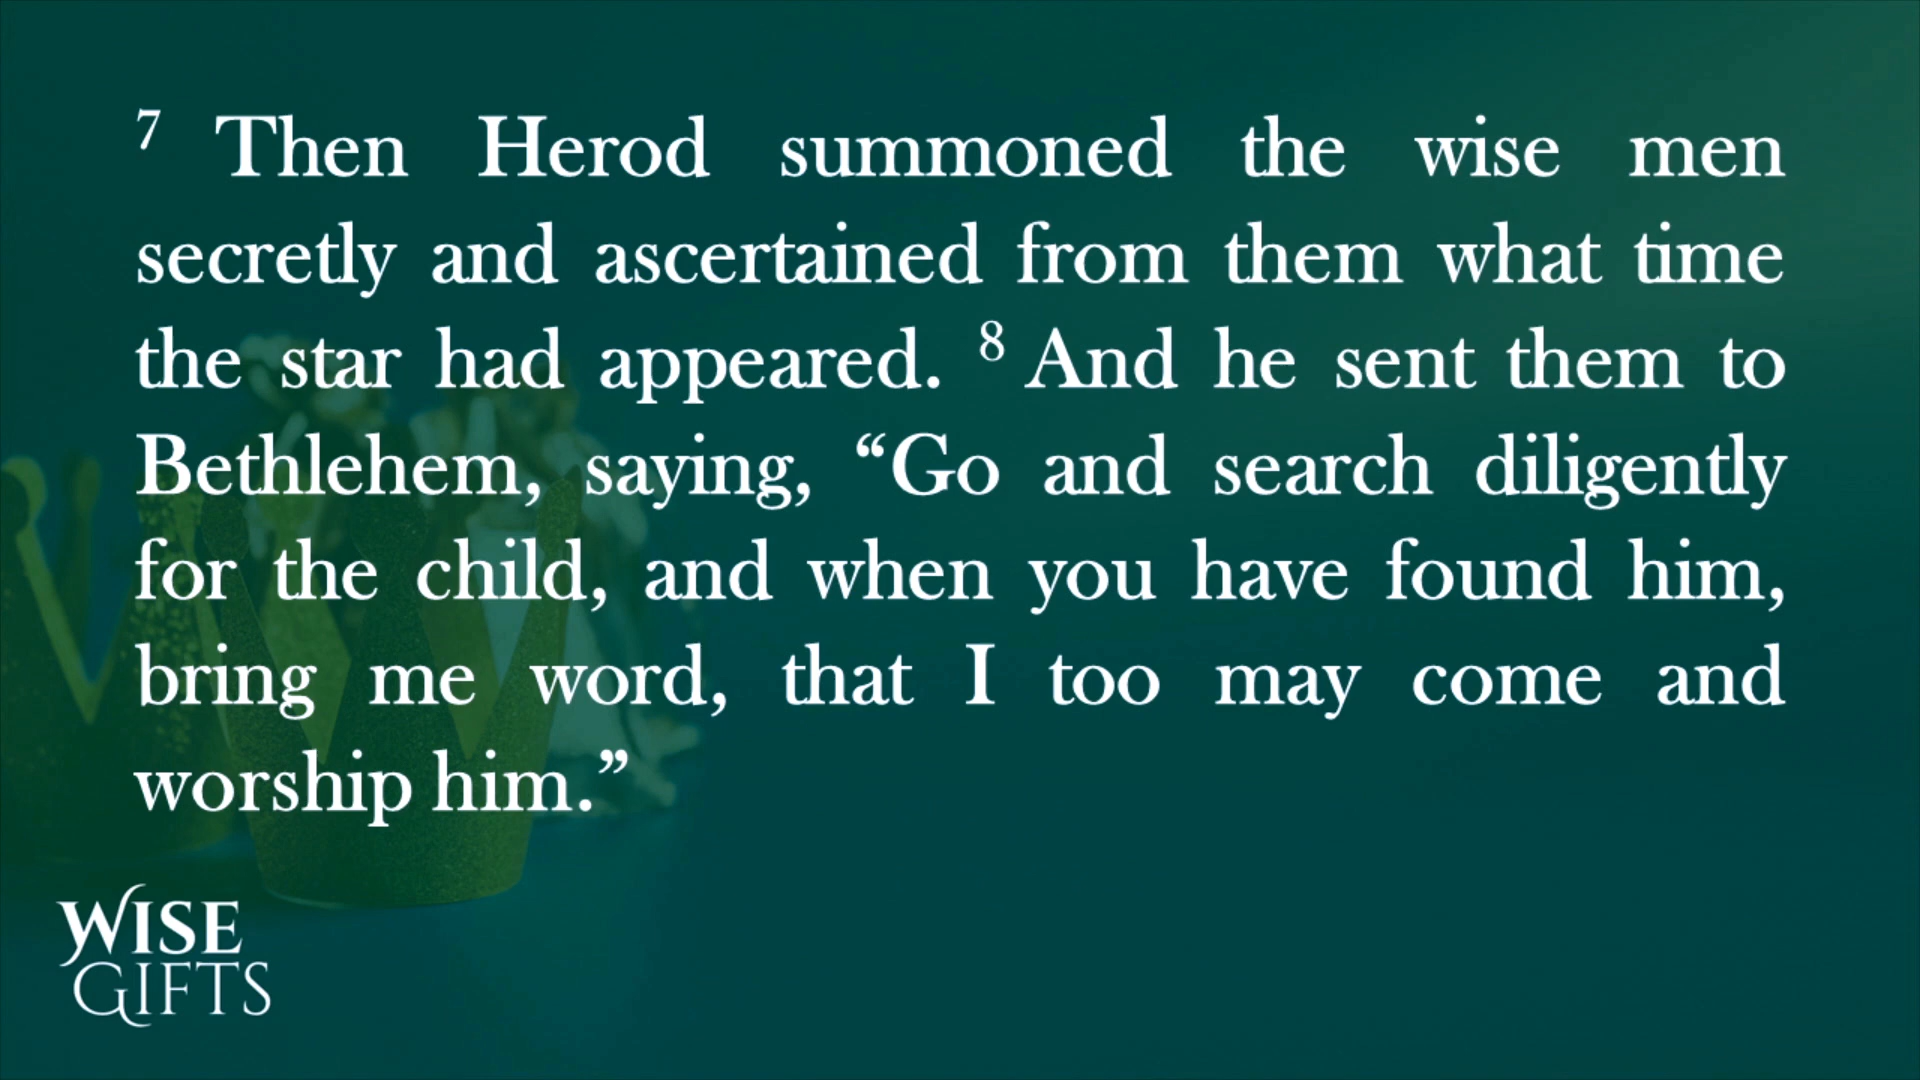 7 Then Herod summoned the wise men
secretly and ascertained from them what time
the star had appeared. 8 And he sent them to
Bethlehem, saying, “Go and search diligently
for the child, and when you have found him,
bring me word, that I too may come and
worship him.”
WISE
GIFTS